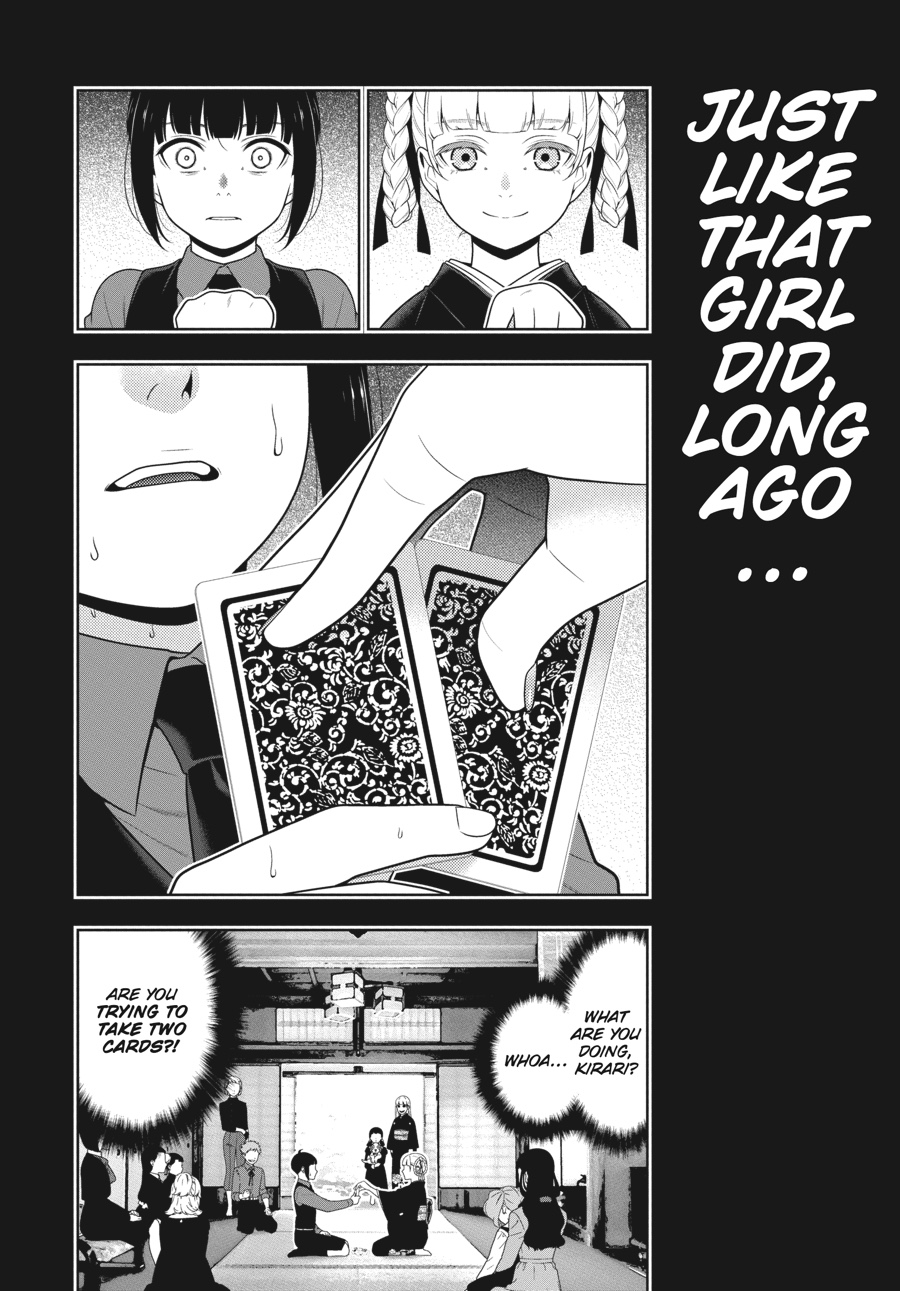 JUST
LIKE
THAT
GIRL
DID,
LONG
AGO
...
WHAT
ARE YOU
DOING,
KIRARI?
WHOA...
ARE YOU
TRYING TO
TAKE TWO
CARDS?!